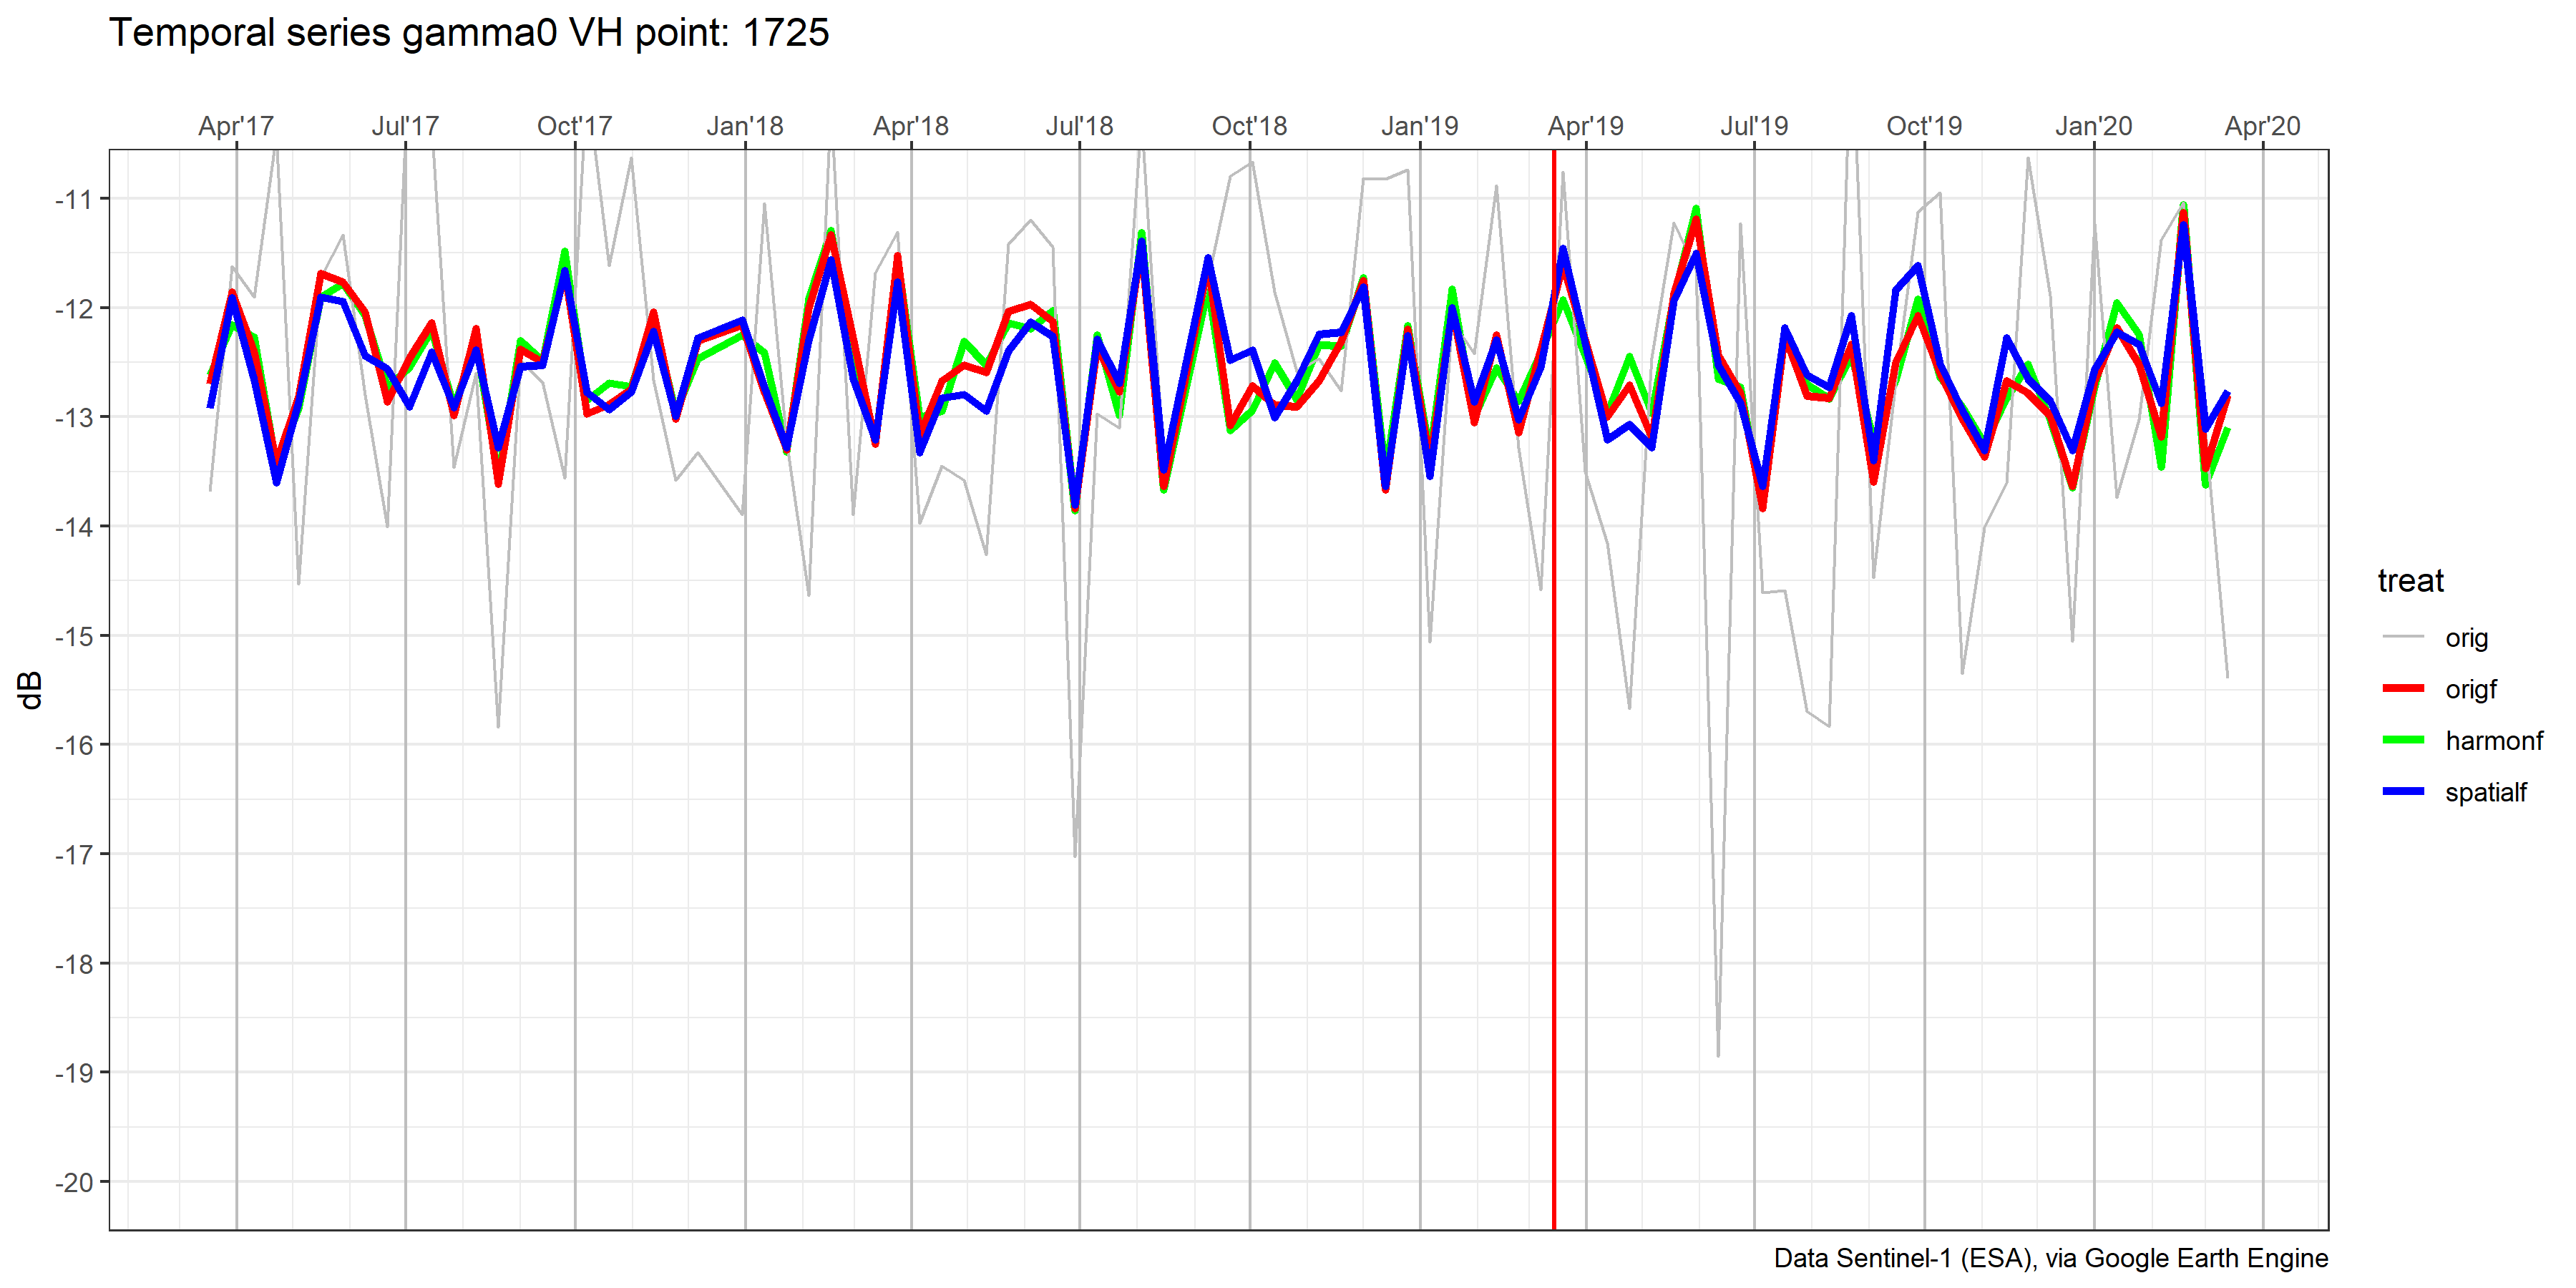 Temporal series gamma0 VH point: 1725
Apr'17 Jul'17 Oct'17 Jan'18 Apr'18 Jul'18 Oct'18 Jan'19 Apr'19 Jul'19 Oct'19 Jan'20 Apr'20
-11
-12
-13
-14
-15
-16
-17
-18
-19
-20
dB
treat
orig
origf
harmonf
spatialf
Data Sentinel-1 (ESA), via Google Earth Engine